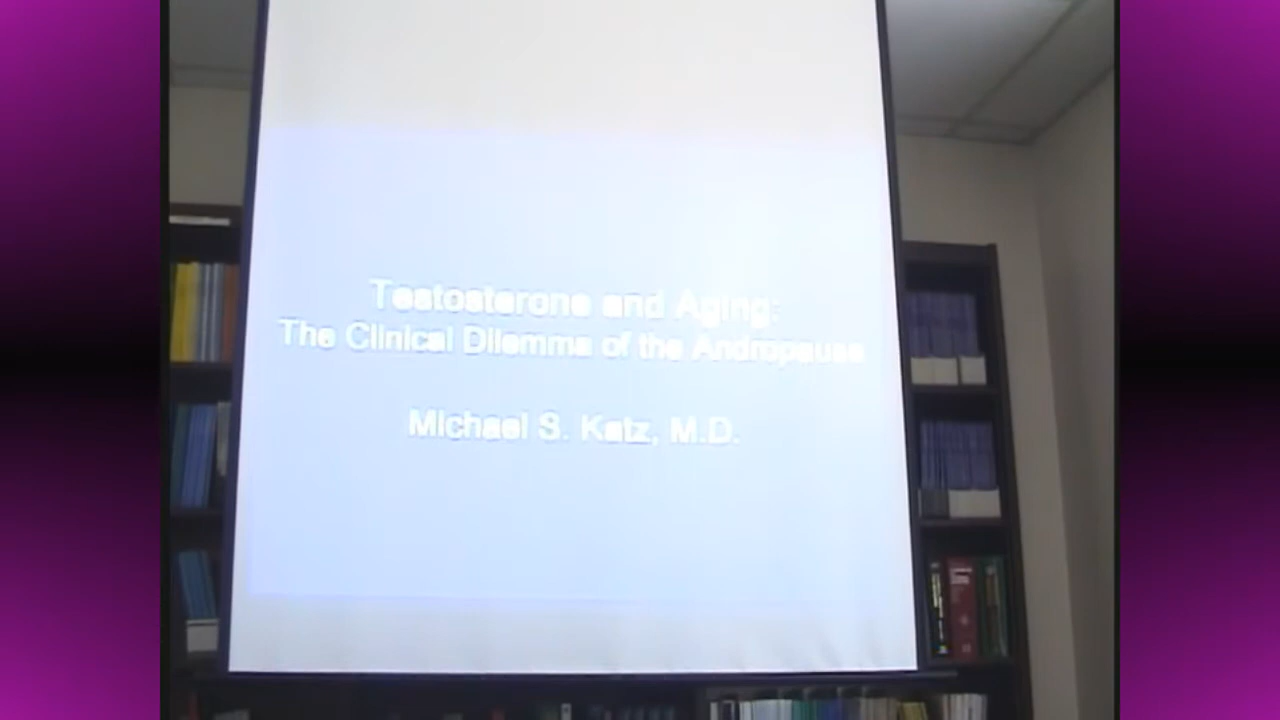 Testosterone and Aging:
The Clinical Dilemma of the Andropause
Michael S. Katz, M.D.